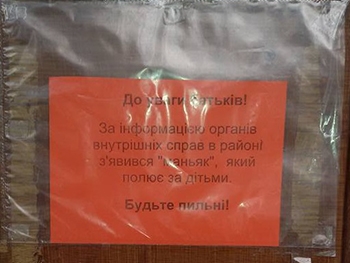 До уваги батьків!
За інформацією органів
внутрішніх справ в районі
з'явився "маньяк", який
полює за дітьми.
Будьте пильні!